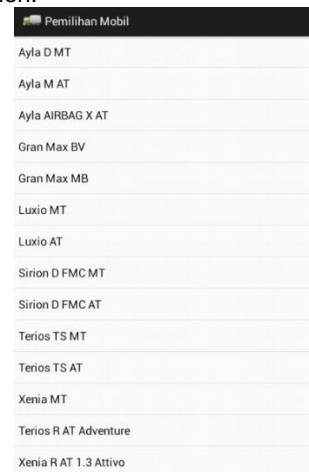 Pemilihan Mobil
Ayla D MT
Ayla M AT
Ayla AIRBAG X AT
Gran Max BV
Gran Max MB
Luxio MT
Luxio AT
Sirion D FMC MT
Sirion D FMC AT
Terios TS MT
Terios TS AT
Xenia MT
Terios R AT Adventure
Xenia R AT 1.3 Attivo